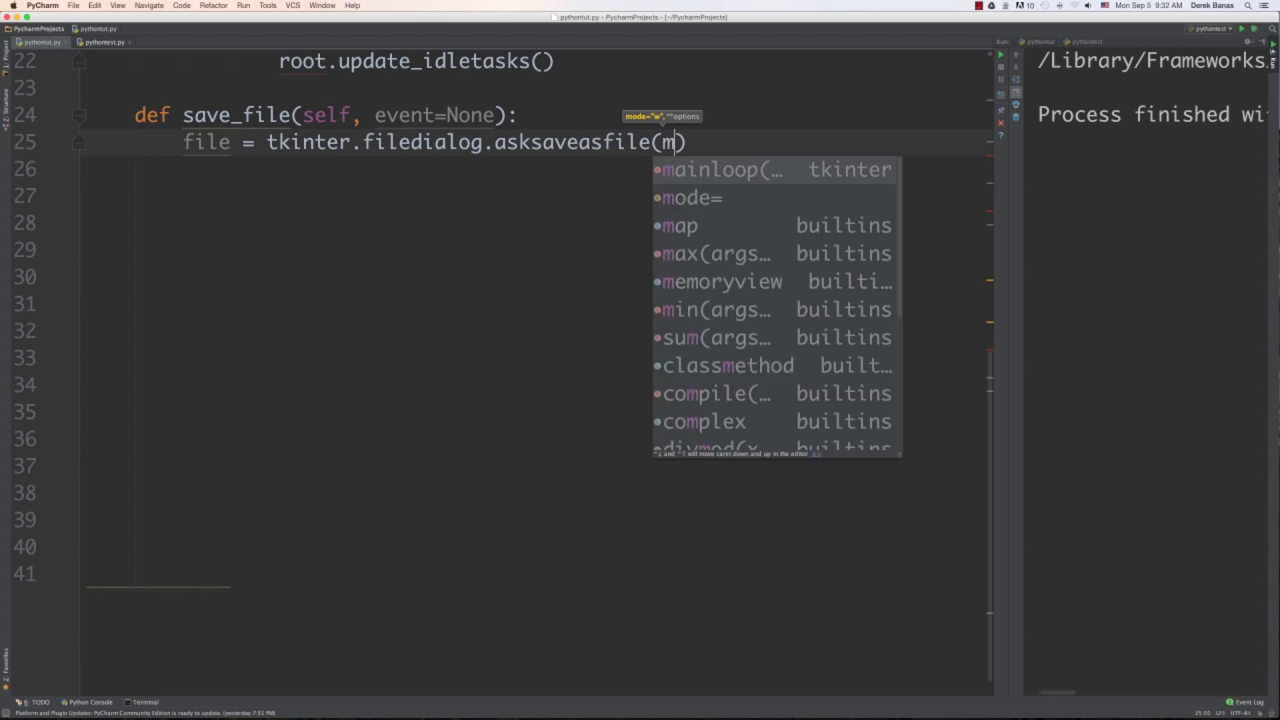 PyCharm File Edit View Navigate Code Refactor Run Tools VCS Window Help 10 Mon Sep 5 9:32 AM Derek Banas
pythontut.py - PycharmProjects - [~/PycharmProjects]
PycharmProjects pythontut.py pythontest
pythontut.py pythontest.py Run: pythontut pythontest
1: Project
7: Structure
2: Favorites
4: Run
22 root.update_idletasks()
23
24 def save_file(self, event=None):
mode="w", **options
25 file = tkinter.filedialog.asksaveasfile(m)
26
27
28
29
30
31
32
33
34
35
36
37
38
39
40
41
mainloop(… tkinter
mode=
map builtins
max(args… builtins
memoryview builti…
min(args… builtins
sum(args… builtins
classmethod built…
compile(… builtins
complex builtins
divmod(x builtins
^↓ and ^↑ will move caret down and up in the editor >>
/Library/Frameworks
Process finished wi
6: TODO Python Console Terminal Event Log
Platform and Plugin Updates: PyCharm Community Edition is ready to update. (yesterday 7:51 PM) 25:50 LF÷ UTF-8÷